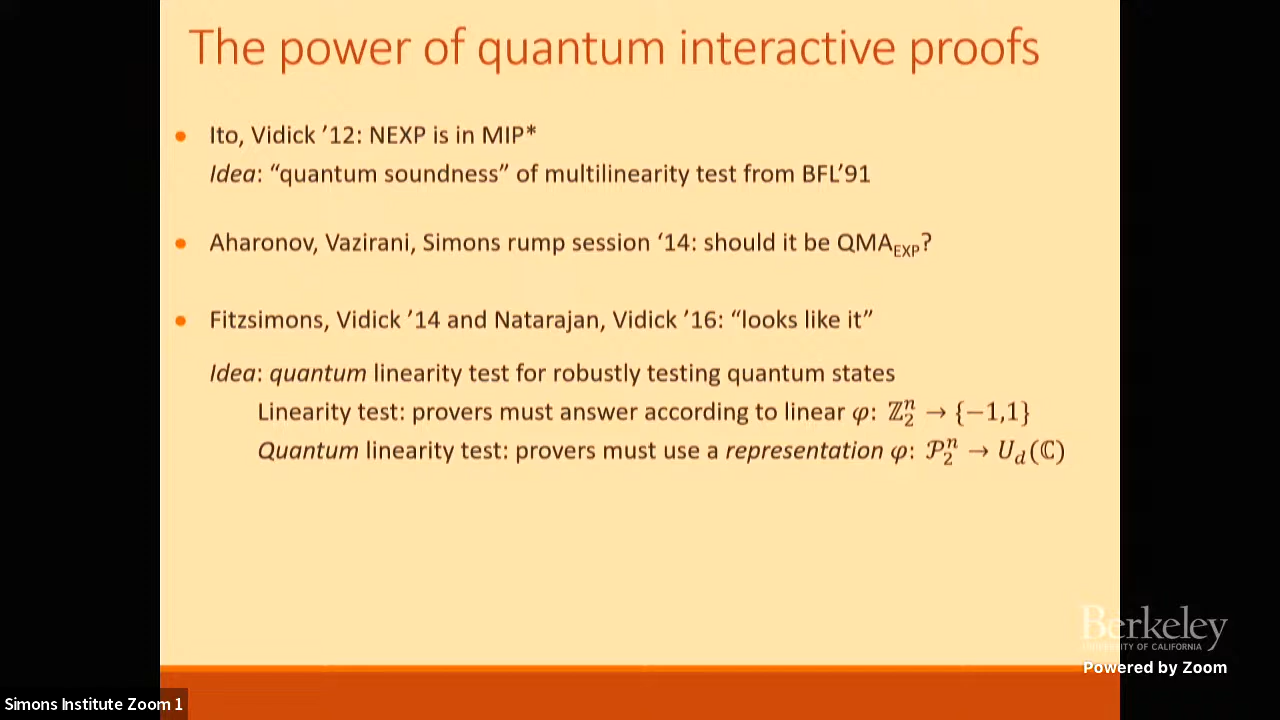 The power of quantum interactive proofs
• Ito, Vidick ’12: NEXP is in MIP*
Idea: “quantum soundness” of multilinearity test from BFL’91
• Aharonov, Vazirani, Simons rump session ‘14: should it be QMA_EXP?
• Fitzsimons, Vidick ’14 and Natarajan, Vidick ’16: “looks like it”
Idea: quantum linearity test for robustly testing quantum states
Linearity test: provers must answer according to linear φ: ℤ₂ⁿ → {−1,1}
Quantum linearity test: provers must use a representation φ: 𝒫₂ⁿ → U_d(ℂ)
Berkeley
UNIVERSITY OF CALIFORNIA
Powered by Zoom
Simons Institute Zoom 1